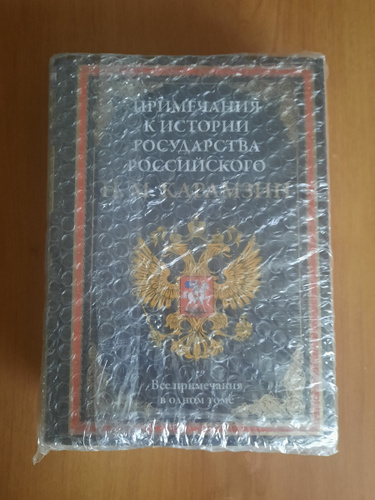 ПРИМЕЧАНИЯ
К ИСТОРИИ
ГОСУДАРСТВА
РОССИЙСКОГО
Н. М. КАРАМЗИН
Все примечания
в одном томе